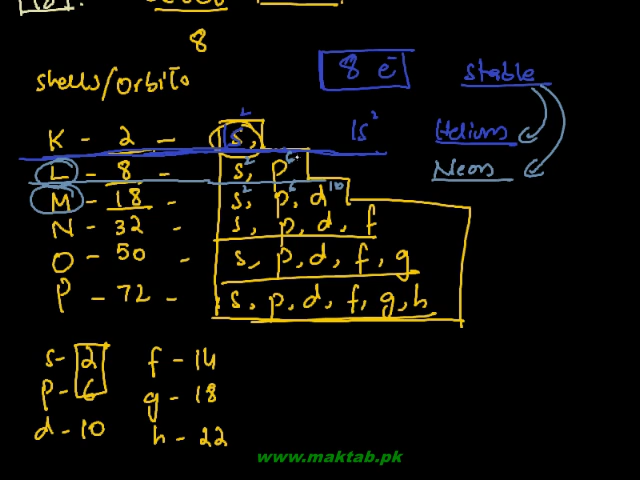 8
shells/orbits
8 e⁻ stable
K - 2 - s² 1s² Helium
L - 8 - s², p⁶ Neon
M - 18 - s², p⁶, d¹⁰
N - 32 - s, p, d, f
O - 50 - s, p, d, f, g
P - 72 - s, p, d, f, g, h
s - 2 f - 14
p - 6 g - 18
d - 10 h - 22
www.maktab.pk